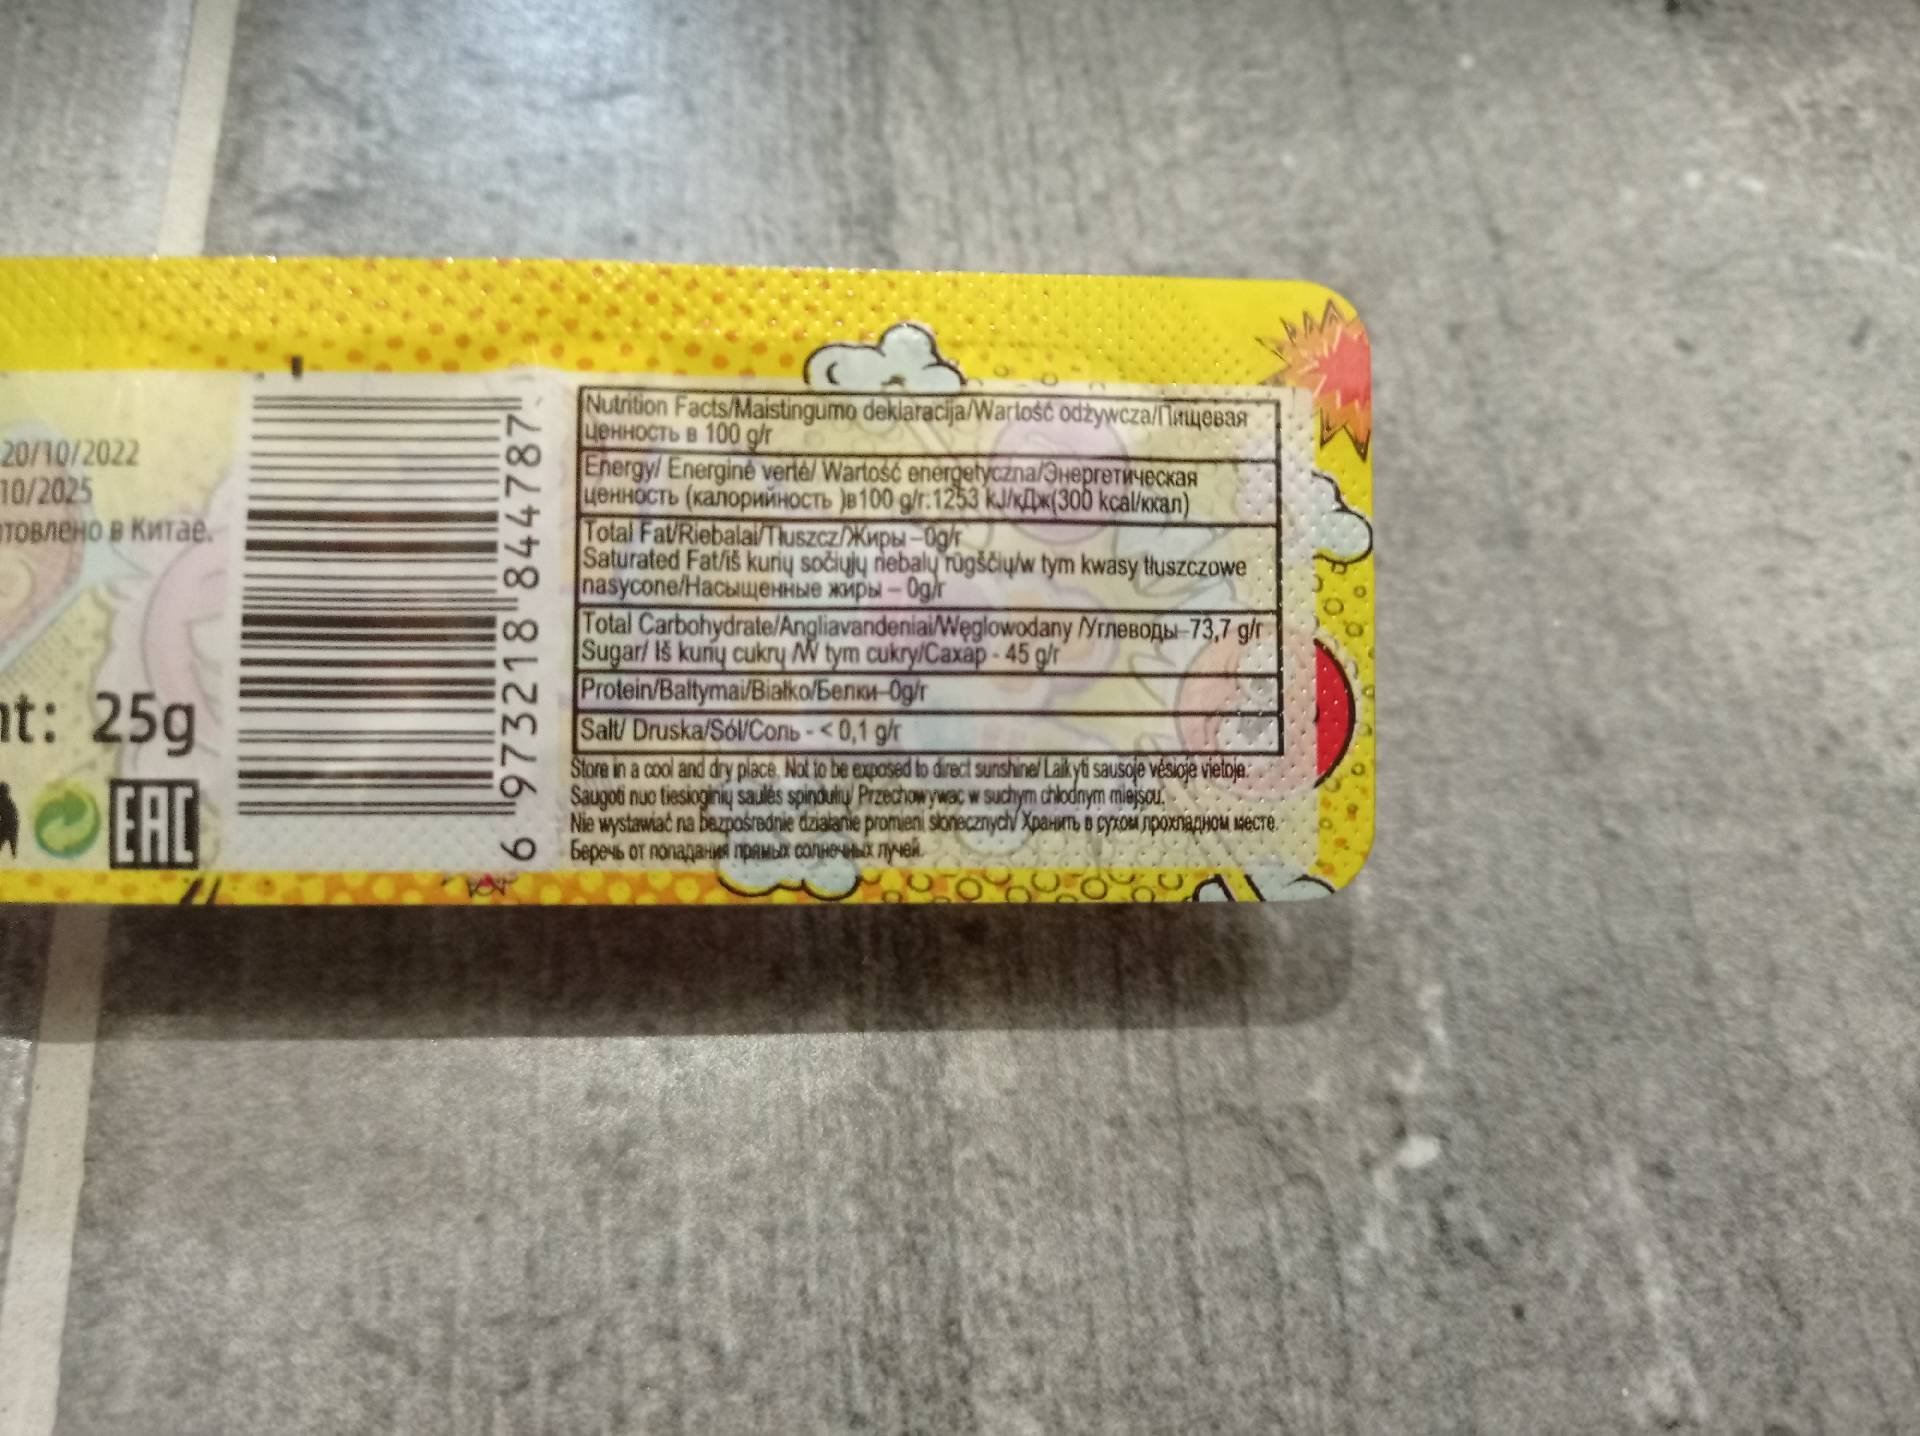 20/10/2022
10/2025
товлено в Китае.
nt: 25g
EAC
6 973218 844787
Nutrition Facts/Maistingumo deklaracija/Wartość odżywcza/Пищевая
ценность в 100 g/г
Energy/ Energinė vertė/ Wartość energetyczna/Энергетическая
ценность (калорийность )в100 g/г:1253 kJ/кДж(300 kcal/ккал)
Total Fat/Riebalai/Tłuszcz/Жиры –0g/г
Saturated Fat/iš kurių sočiųjų riebalų rūgščių/w tym kwasy tłuszczowe
nasycone/Насыщенные жиры – 0g/г
Total Carbohydrate/Angliavandeniai/Węglowodany /Углеводы–73,7 g/г
Sugar/ Iš kurių cukrų /W tym cukry/Сахар - 45 g/г
Protein/Baltymai/Białko/Белки–0g/г
Salt/ Druska/Sól/Соль - < 0,1 g/г
Store in a cool and dry place. Not to be exposed to direct sunshine/ Laikyti sausoje vėsioje vietoje.
Saugoti nuo tiesioginių saulės spindulių/ Przechowywac w suchym chłodnym miejscu.
Nie wystawiać na bezpośrednie działanie promieni słonecznych/ Хранить в сухом прохладном месте.
Беречь от попадания прямых солнечных лучей.